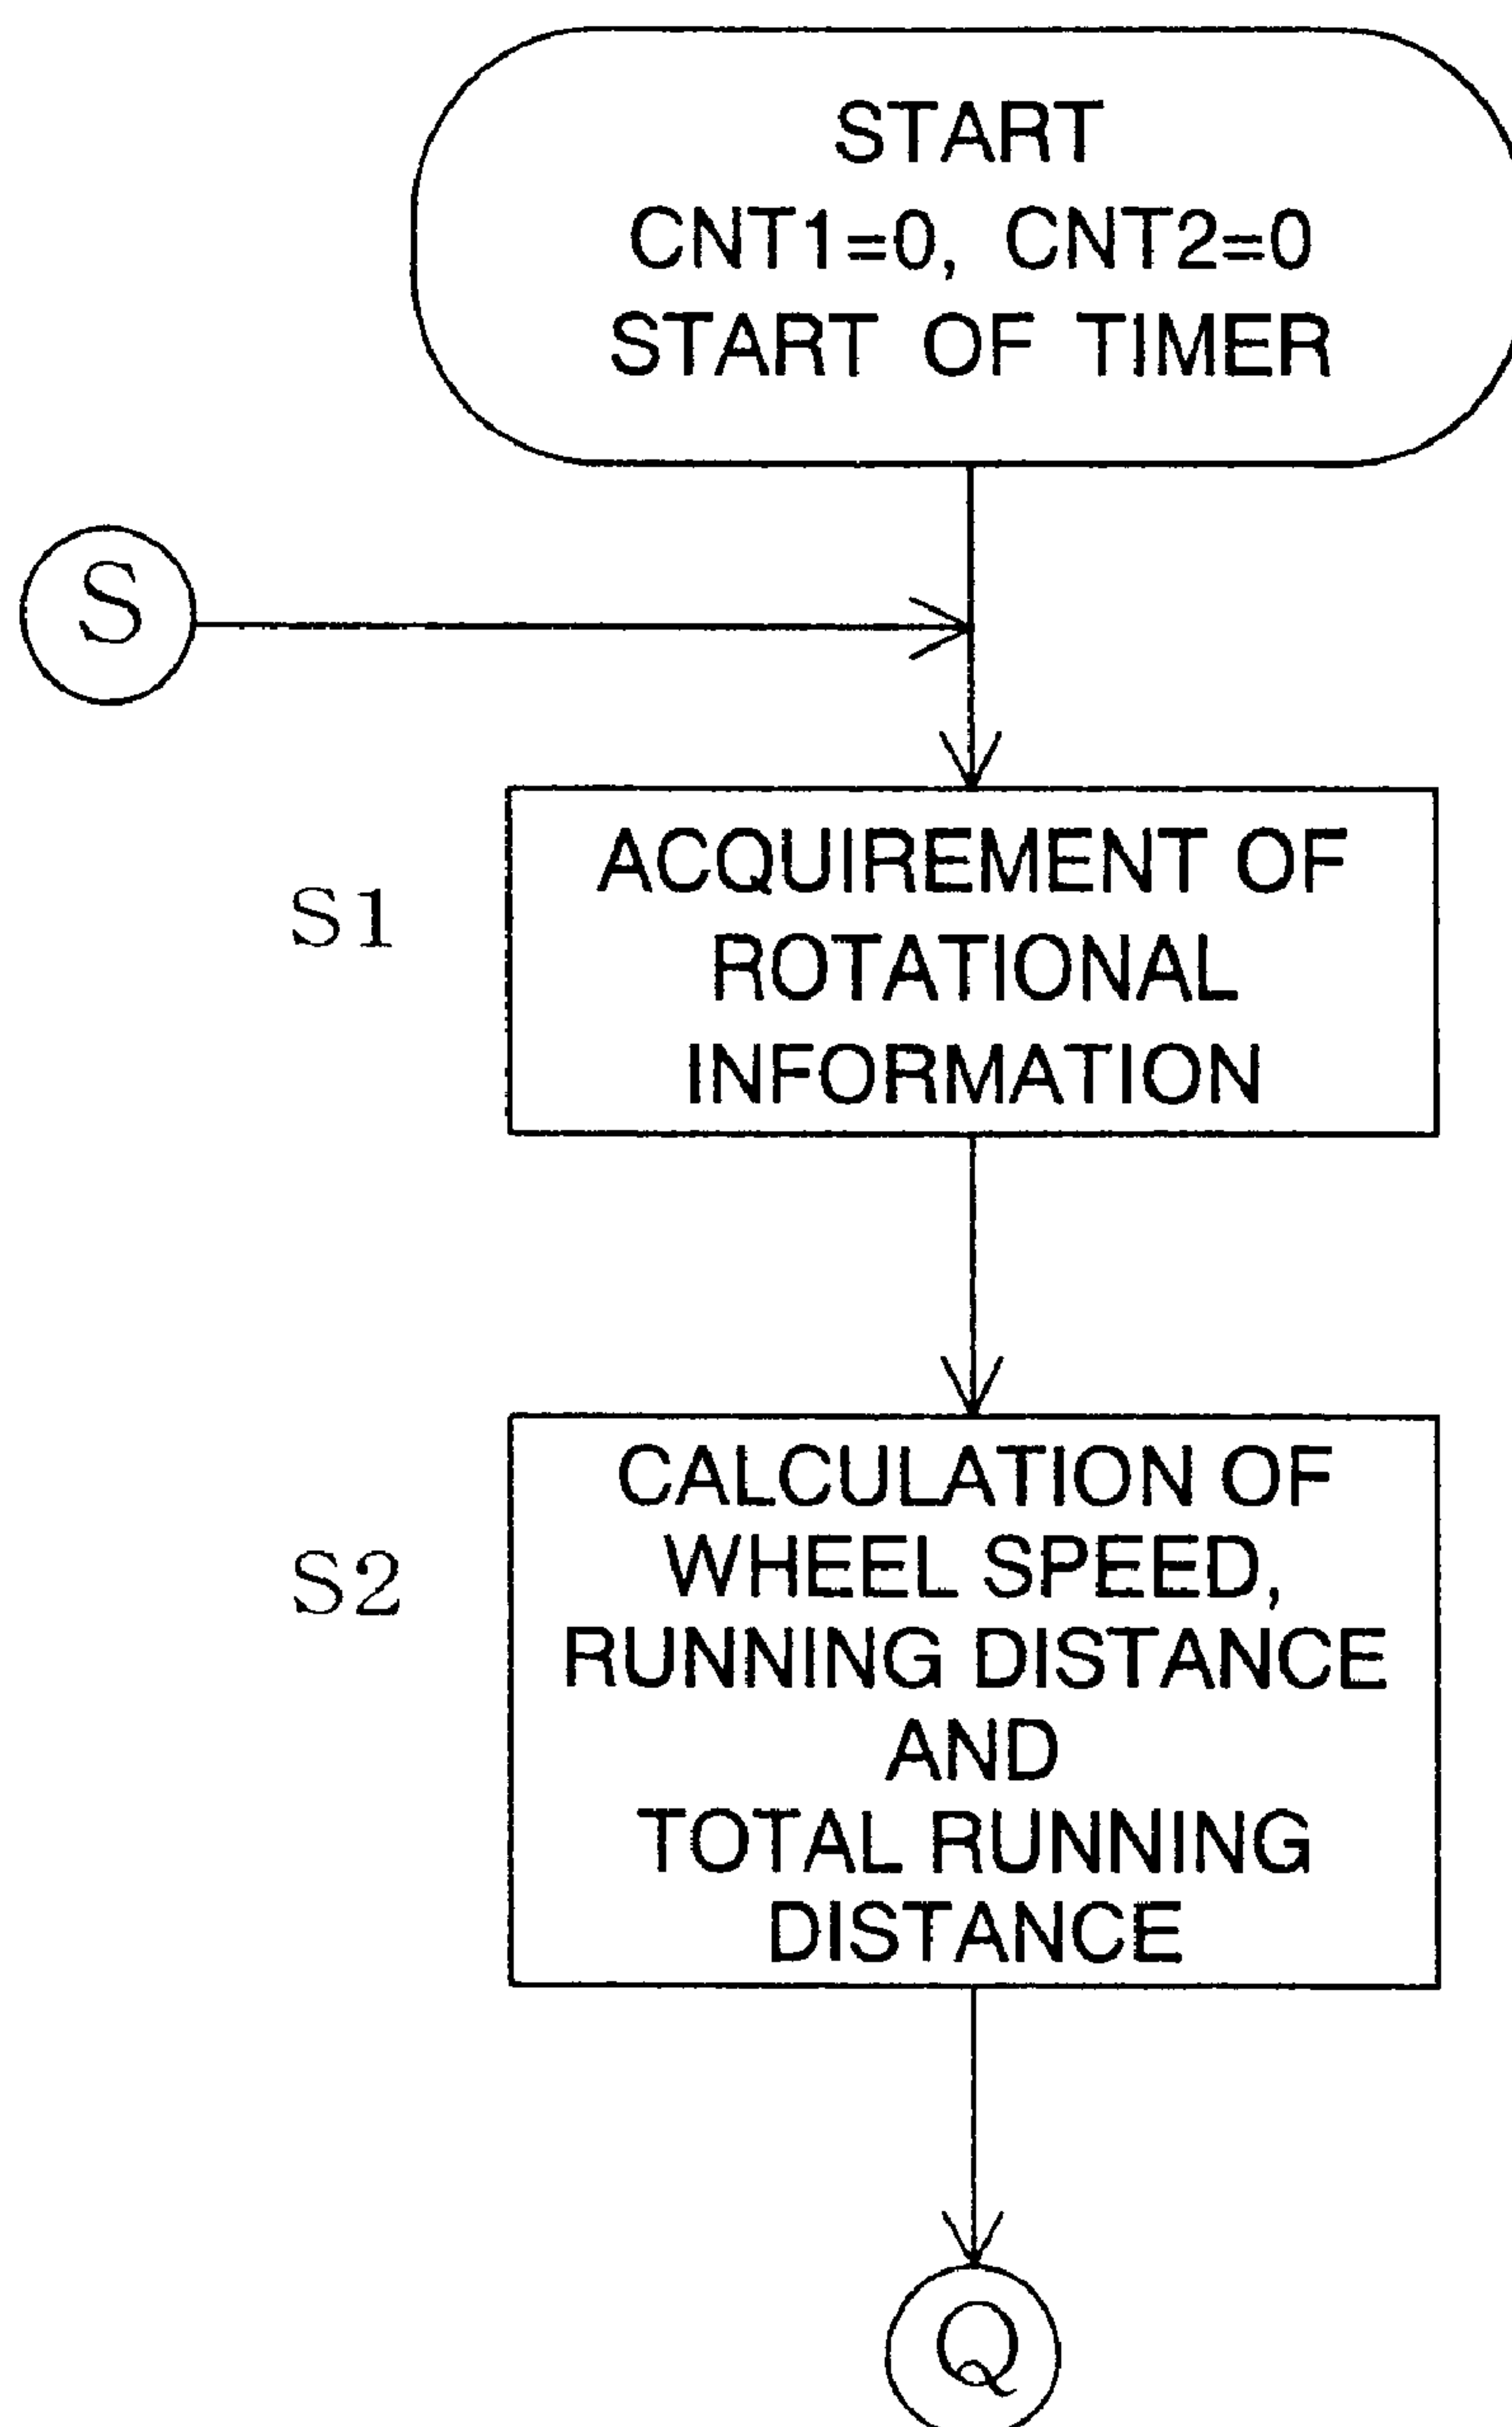 START
CNT1=0, CNT2=0
START OF TIMER
S
S1
ACQUIREMENT OF
ROTATIONAL
INFORMATION
S2
CALCULATION OF
WHEEL SPEED,
RUNNING DISTANCE
AND
TOTAL RUNNING
DISTANCE
Q